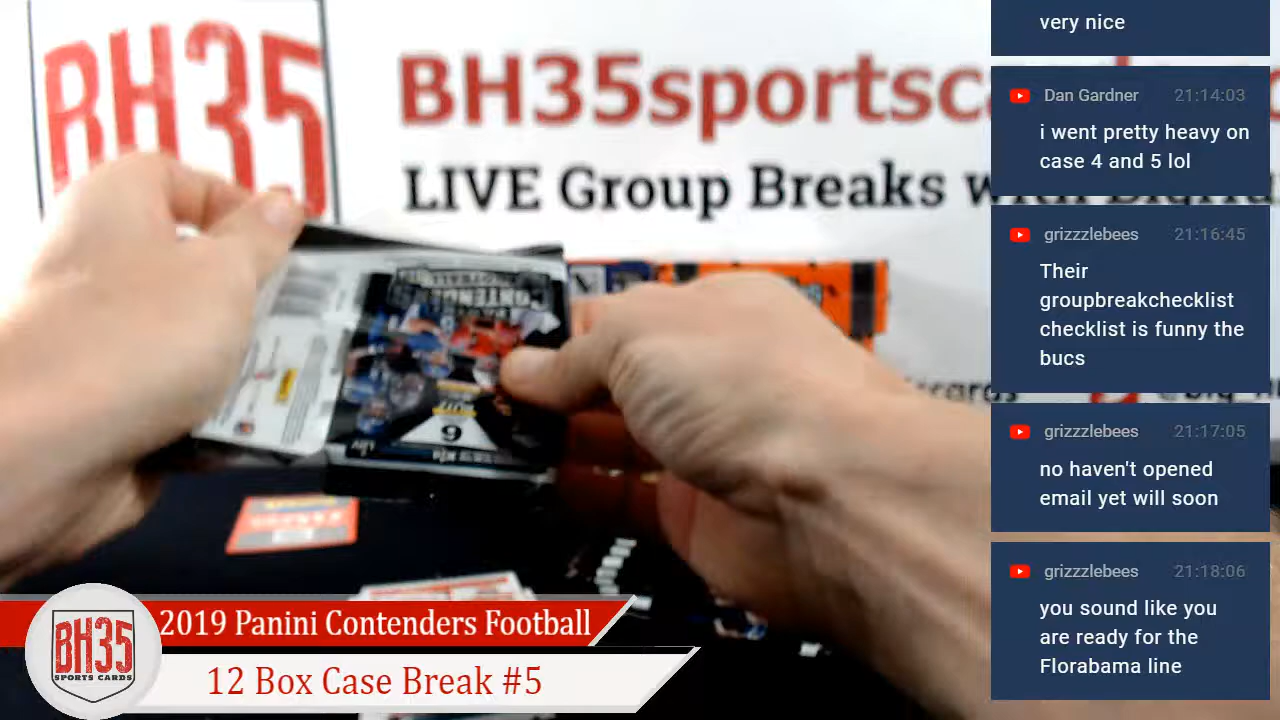 BH35
BH35sportsc
LIVE Group Breaks w
very nice
Dan Gardner 21:14:03
i went pretty heavy on
case 4 and 5 lol
grizzzlebees 21:16:45
Their
groupbreakchecklist
checklist is funny the
bucs
grizzzlebees 21:17:05
no haven't opened
email yet will soon
grizzzlebees 21:18:06
you sound like you
are ready for the
Florabama line
BH35
SPORTS CARDS
2019 Panini Contenders Football
12 Box Case Break #5